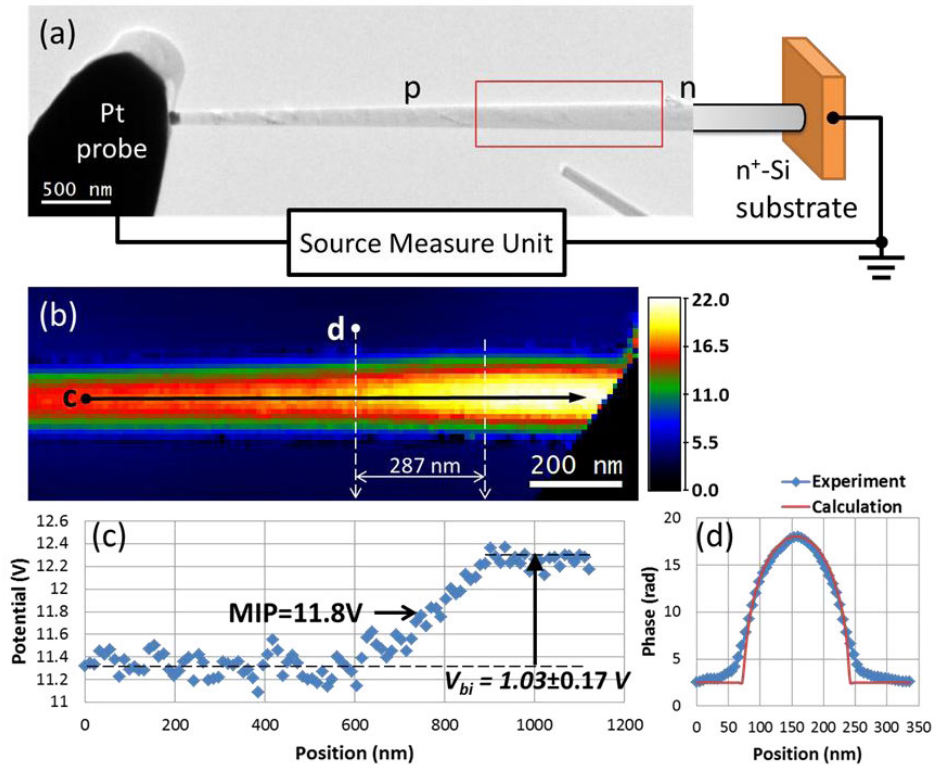 (a)
p
n
Pt
probe
500 nm
n⁺-Si
substrate
Source Measure Unit
(b)
d
c
287 nm
200 nm
22.0
16.5
11.0
5.5
0.0
Experiment
Calculation
(c)
12.6
12.4
12.2
12
11.8
11.6
11.4
11.2
11
Potential (V)
MIP=11.8V
V_bi = 1.03±0.17 V
0 200 400 600 800 1000 1200
Position (nm)
(d)
20
15
10
5
0
Phase (rad)
0 50 100 150 200 250 300
Position (nm)